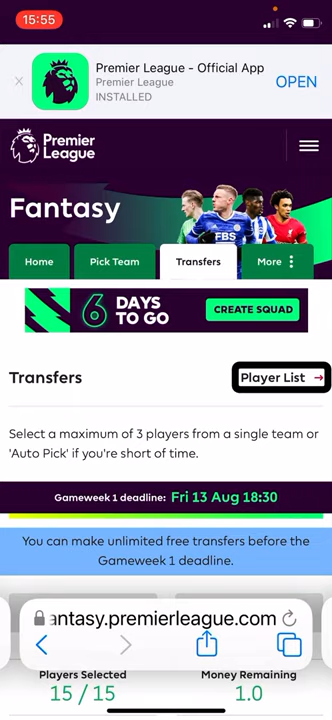 15:55
Premier League - Official App
Premier League
INSTALLED
OPEN
Premier
League
Fantasy
FBS
Home
Pick Team
Transfers
More
6 DAYS
TO GO
CREATE SQUAD
Transfers
Player List →
Select a maximum of 3 players from a single team or
'Auto Pick' if you're short of time.
Gameweek 1 deadline: Fri 13 Aug 18:30
You can make unlimited free transfers before the
Gameweek 1 deadline.
antasy.premierleague.com
Players Selected
Money Remaining
15 / 15
1.0